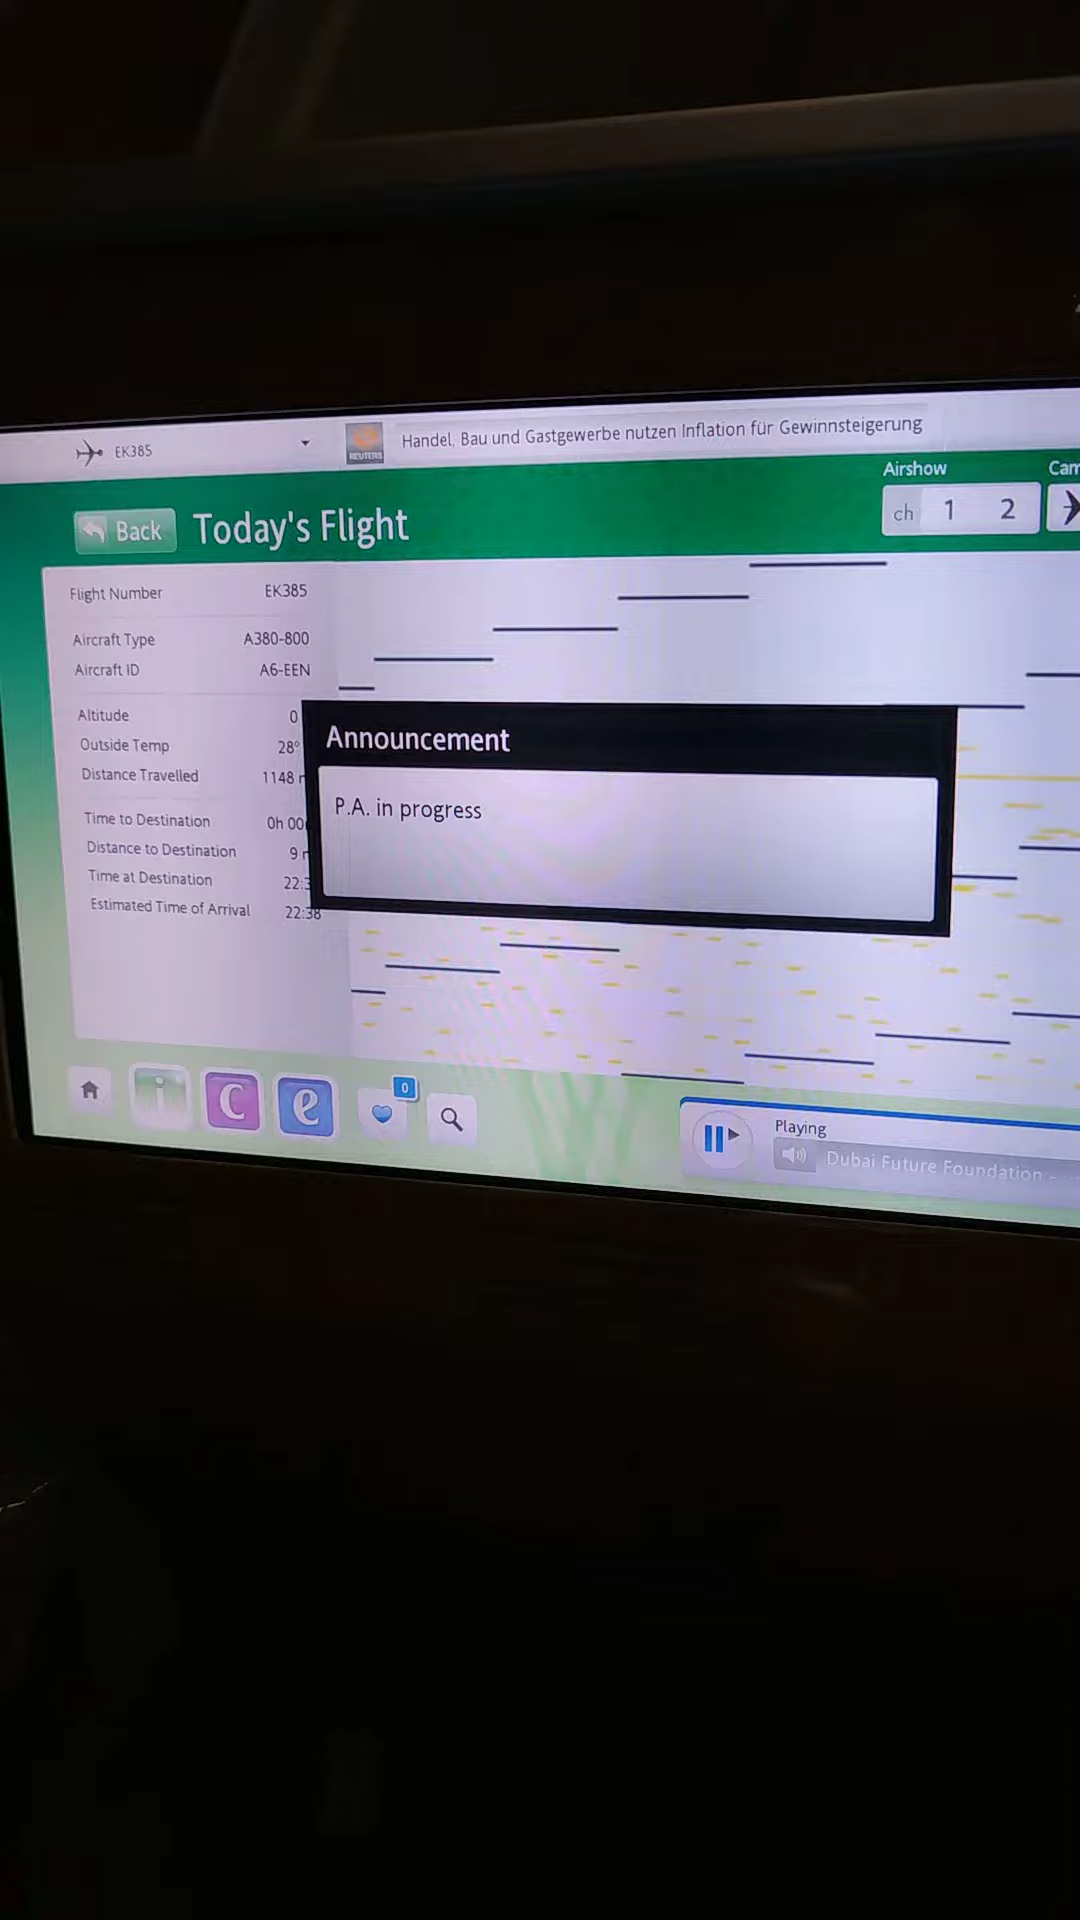 EK385
REUTERS
Handel, Bau und Gastgewerbe nutzen Inflation für Gewinnsteigerung
Back
Today's Flight
Airshow
ch 1 2
Flight Number EK385
Aircraft Type A380-800
Aircraft ID A6-EEN
Altitude 0
Outside Temp 28°
Distance Travelled 1148
Time to Destination 0h 00
Distance to Destination 9
Time at Destination 22:
Estimated Time of Arrival 22:38
Announcement
P.A. in progress
i
C
e
0
Playing
Dubai Future Foundation -